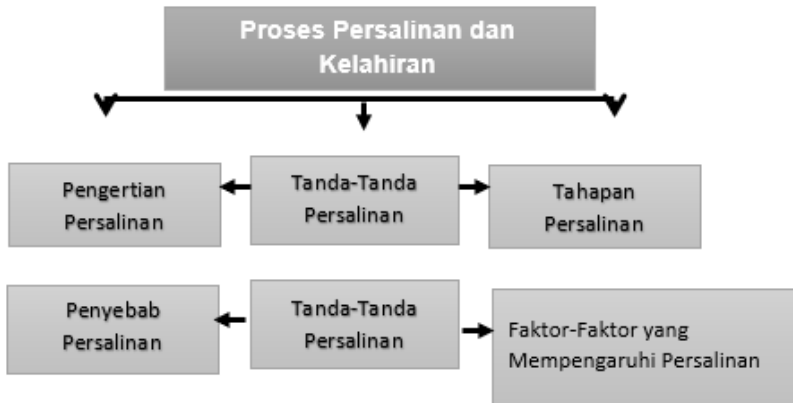 Proses Persalinan dan
Kelahiran
Pengertian
Persalinan
Tanda-Tanda
Persalinan
Tahapan
Persalinan
Penyebab
Persalinan
Tanda-Tanda
Persalinan
Faktor-Faktor yang
Mempengaruhi Persalinan